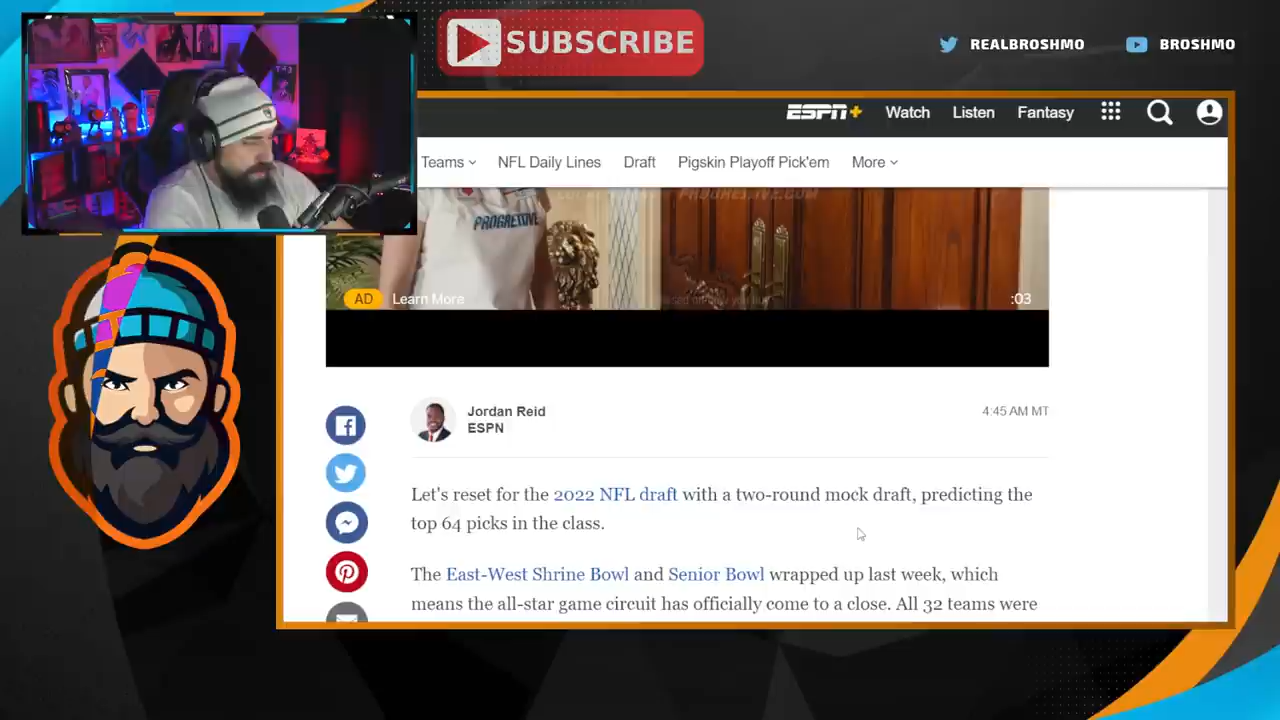 SUBSCRIBE
REALBROSHMO
BROSHMO
ESPN+
Watch
Listen
Fantasy
Teams
NFL Daily Lines
Draft
Pigskin Playoff Pick'em
More
PROGRESSIVE
PROGRESSIVE.COM
AD
Learn More
:03
Jordan Reid
ESPN
4:45 AM MT
Let's reset for the 2022 NFL draft with a two-round mock draft, predicting the
top 64 picks in the class.
The East-West Shrine Bowl and Senior Bowl wrapped up last week, which
means the all-star game circuit has officially come to a close. All 32 teams were